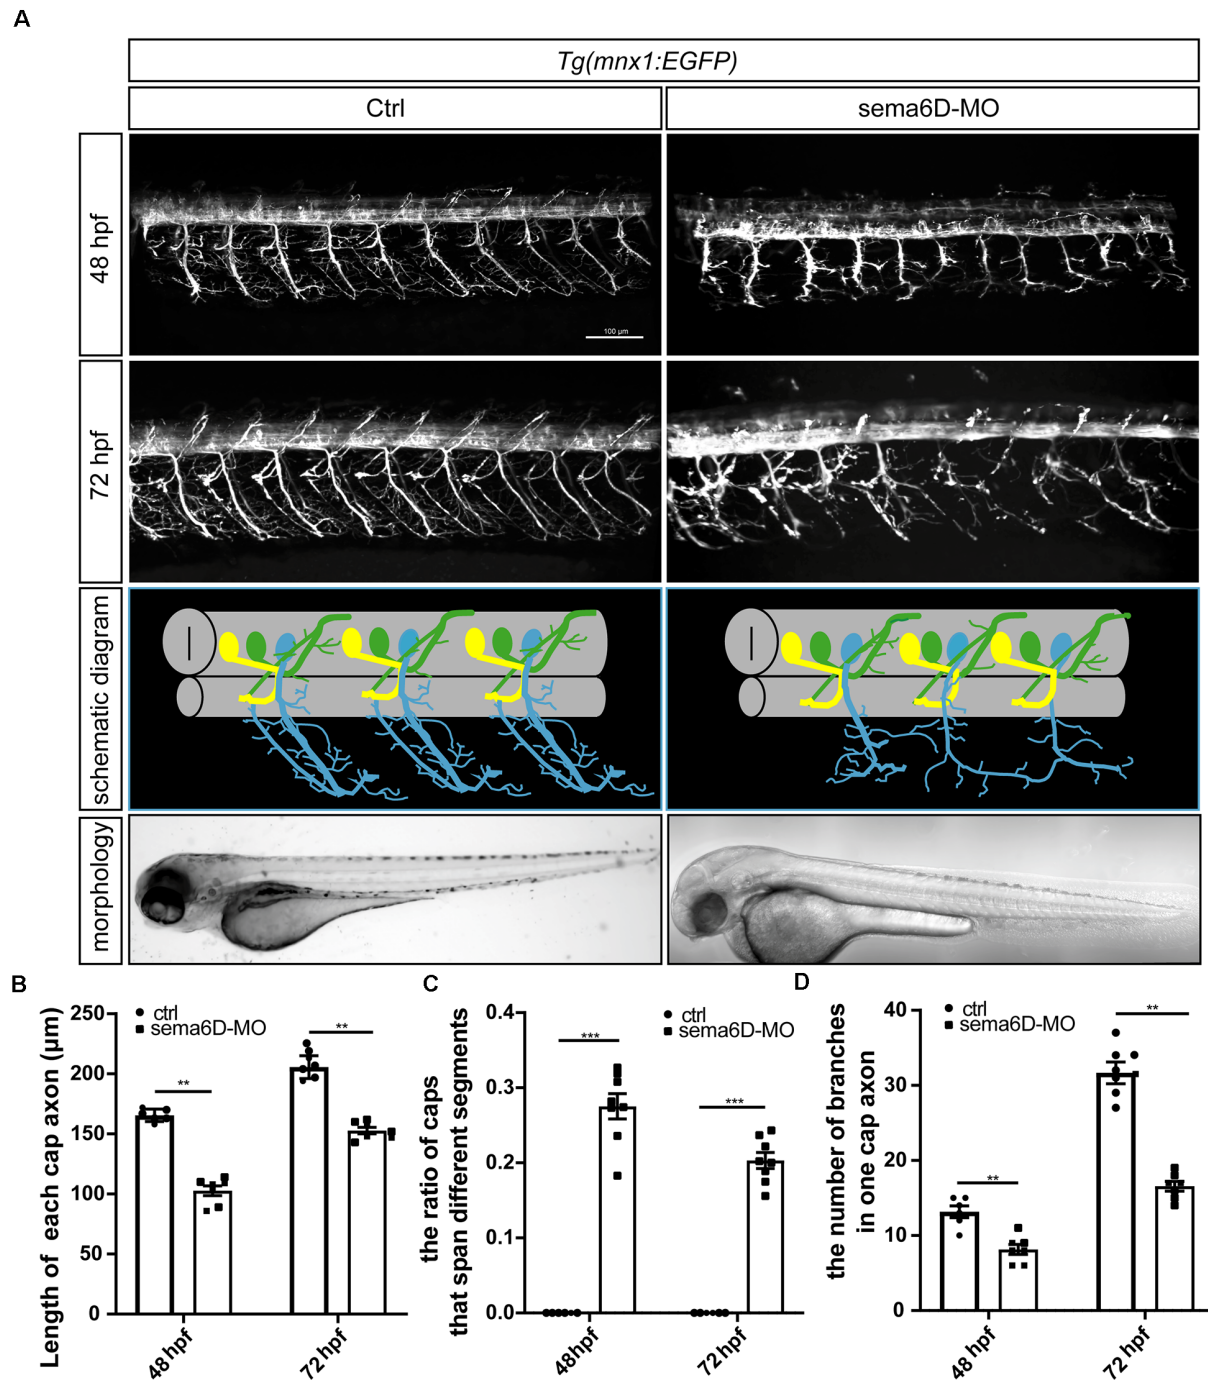 A
Tg(mnx1:EGFP)
Ctrl
sema6D-MO
48 hpf
100 µm
72 hpf
schematic diagram
morphology
B
Length of each cap axon (µm)
250
200
150
100
50
0
ctrl
sema6D-MO
**
**
48 hpf
72 hpf
C
the ratio of caps
that span different segments
0.4
0.3
0.2
0.1
0.0
ctrl
sema6D-MO
***
***
48hpf
72 hpf
D
the number of branches
in one cap axon
40
30
20
10
0
ctrl
sema6D-MO
**
**
48 hpf
72 hpf